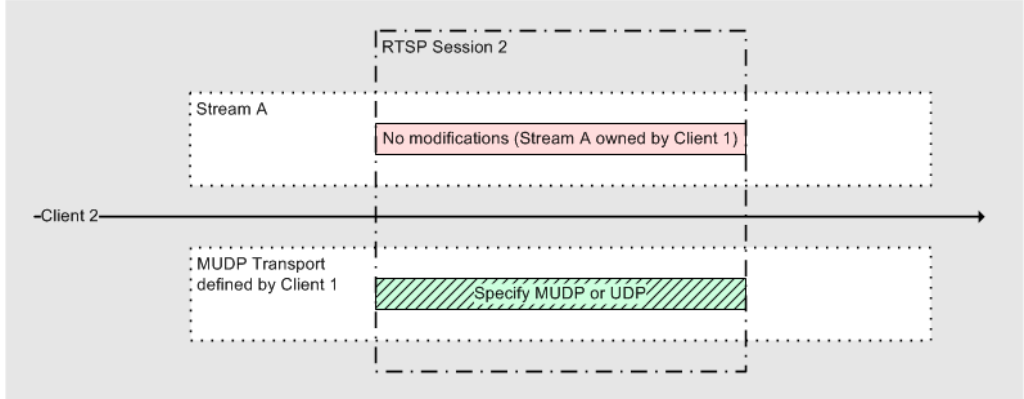 RTSP Session 2
Stream A
No modifications (Stream A owned by Client 1)
Client 2
MUDP Transport
defined by Client 1
Specify MUDP or UDP